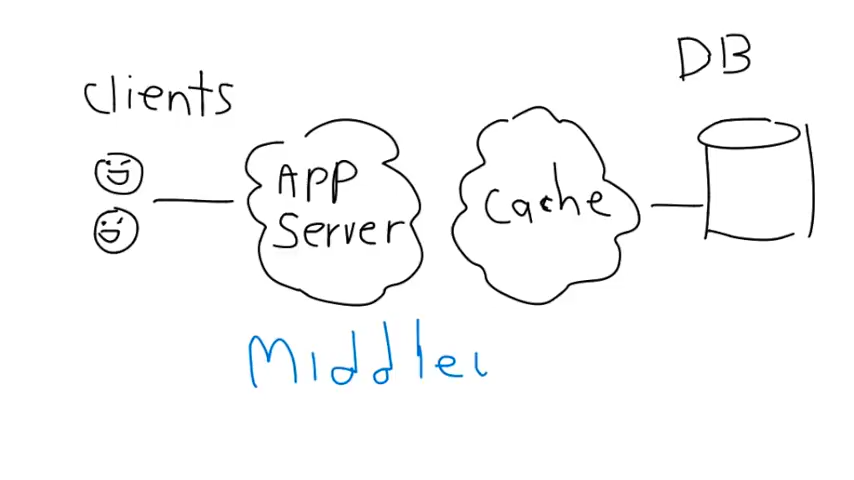 clients
DB
APP
Server
Cache
Middle